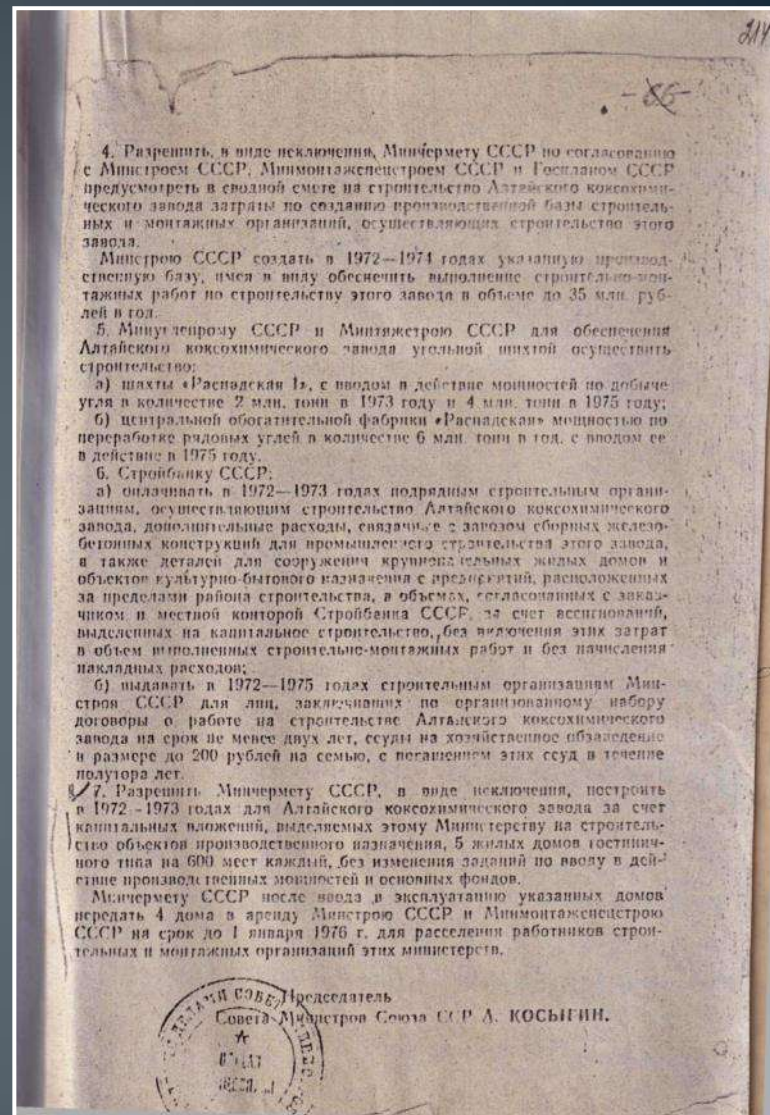 214
-86-
4. Разрешить, в виде исключения, Минчермету СССР по согласованию
с Минстроем СССР, Минмонтажспецстроем СССР и Госпланом СССР
предусмотреть в сводной смете на строительство Алтайского коксохими-
ческого завода затраты по созданию производственной базы строитель-
ных и монтажных организаций, осуществляющих строительство этого
завода.
Минстрою СССР создать в 1972—1974 годах указанную производ-
ственную базу, имея в виду обеспечить выполнение строительно-мон-
тажных работ по строительству этого завода в объеме до 35 млн. руб-
лей в год.
5. Минуглепрому СССР и Минтяжстрою СССР для обеспечения
Алтайского коксохимического завода угольной шихтой осуществить
строительство:
а) шахты «Распадская I», с вводом в действие мощностей по добыче
угля в количестве 2 млн. тонн в 1973 году и 4 млн. тонн в 1975 году;
б) центральной обогатительной фабрики «Распадская» мощностью по
переработке рядовых углей в количестве 6 млн. тонн в год, с вводом ее
в действие в 1975 году.
6. Стройбанку СССР:
а) оплачивать в 1972—1973 годах подрядным строительным органи-
зациям, осуществляющим строительство Алтайского коксохимического
завода, дополнительные расходы, связанные с завозом сборных железо-
бетонных конструкций для промышленного строительства этого завода,
а также деталей для сооружения крупнопанельных жилых домов и
объектов культурно-бытового назначения с предприятий, расположенных
за пределами района строительства, в объемах, согласованных с заказ-
чиком и местной конторой Стройбанка СССР, за счет ассигнований,
выделенных на капитальное строительство, без включения этих затрат
в объем выполненных строительно-монтажных работ и без начисления
накладных расходов;
б) выдавать в 1972—1975 годах строительным организациям Мин-
строя СССР для лиц, заключивших по организованному набору
договоры о работе на строительстве Алтайского коксохимического
завода на срок не менее двух лет, ссуды на хозяйственное обзаведение
в размере до 200 рублей на семью, с погашением этих ссуд в течение
полутора лет.
7. Разрешить Минчермету СССР, в виде исключения, построить
в 1972-1973 годах для Алтайского коксохимического завода за счет
капитальных вложений, выделяемых этому Министерству на строитель-
ство объектов производственного назначения, 5 жилых домов гостинич-
ного типа на 600 мест каждый, без изменения заданий по вводу в дей-
ствие производственных мощностей и основных фондов.
Минчермету СССР после ввода в эксплуатацию указанных домов
передать 4 дома в аренду Минстрою СССР и Минмонтажспецстрою
СССР на срок до 1 января 1976 г. для расселения работников строи-
тельных и монтажных организаций этих министерств.
Председатель
Совета Министров Союза ССР А. КОСЫГИН.